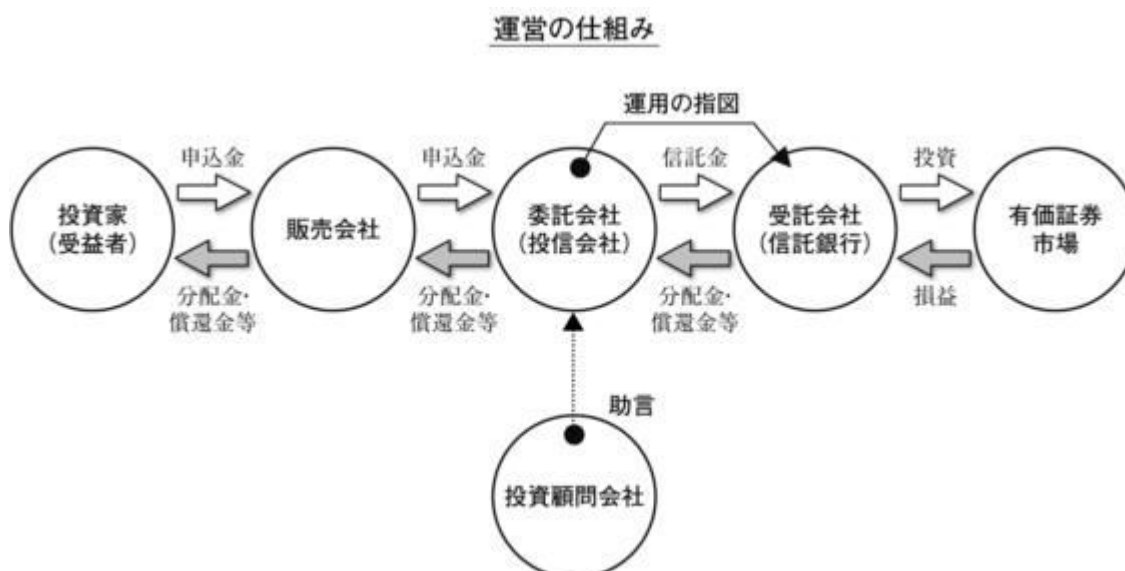 運営の仕組み
運用の指図
申込金
申込金
信託金
投資
投資家
（受益者）
販売会社
委託会社
（投信会社）
受託会社
（信託銀行）
有価証券
市場
分配金・
償還金等
分配金・
償還金等
分配金・
償還金等
損益
助言
投資顧問会社